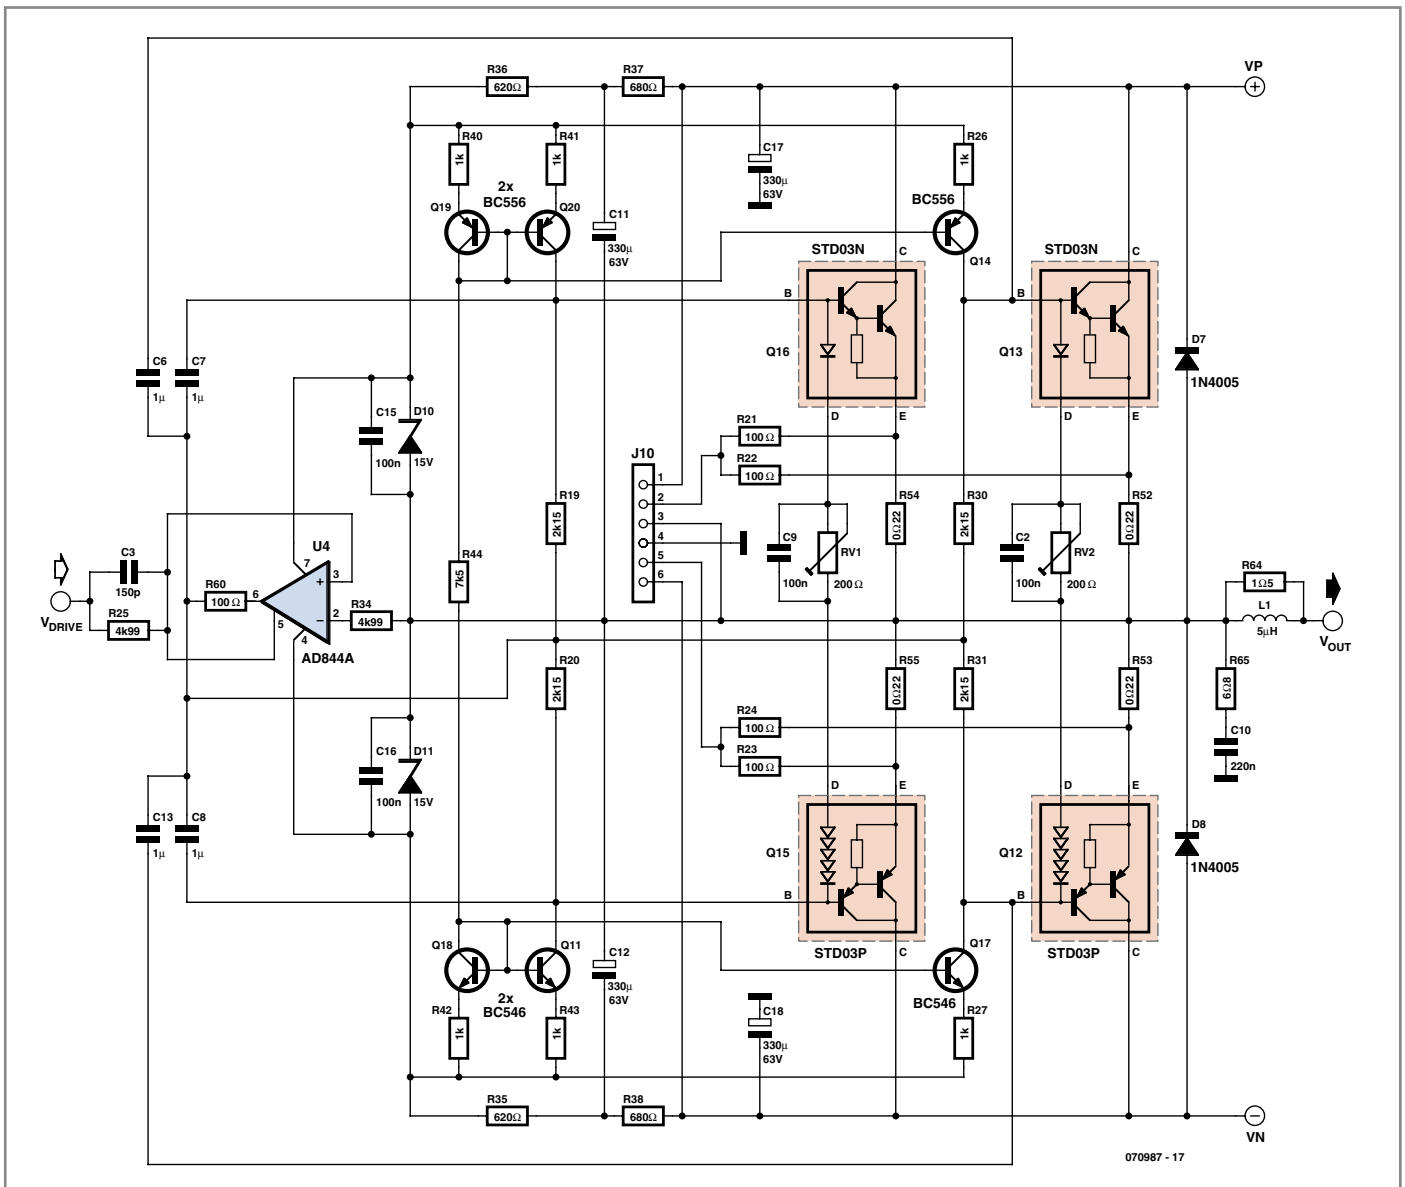 R36
620Ω
R37
680Ω
VP
R40
1k
R41
1k
R26
1k
C17
330μ
63V
2x
BC556
Q19
Q20
C11
330μ
63V
BC556
Q14
STD03N
C
STD03N
C
B
B
Q16
Q13
D7
1N4005
C6
1μ
C7
1μ
D
E
D
E
C15
100n
D10
15V
R21
100 Ω
R22
100 Ω
J10
1
2
3
4
5
6
R19
2k15
R54
0Ω22
R30
2k15
R52
0Ω22
C9
100n
RV1
200 Ω
C2
100n
RV2
200 Ω
R44
7k5
C3
150p
VDRIVE
R25
4k99
R60
100 Ω
U4
7
3
+
6
5
4
2
−
AD844A
R34
4k99
R64
1Ω5
L1
5μH
VOUT
R20
2k15
R55
0Ω22
R31
2k15
R53
0Ω22
R65
6Ω8
C10
220n
R24
100 Ω
R23
100 Ω
C16
100n
D11
15V
D
E
D
E
C13
1μ
C8
1μ
Q15
Q12
D8
1N4005
B
B
Q18
Q11
C12
330μ
63V
Q17
STD03P
C
STD03P
C
2x
BC546
BC546
R42
1k
R43
1k
C18
330μ
63V
R27
1k
R35
620Ω
R38
680Ω
VN
070987 - 17